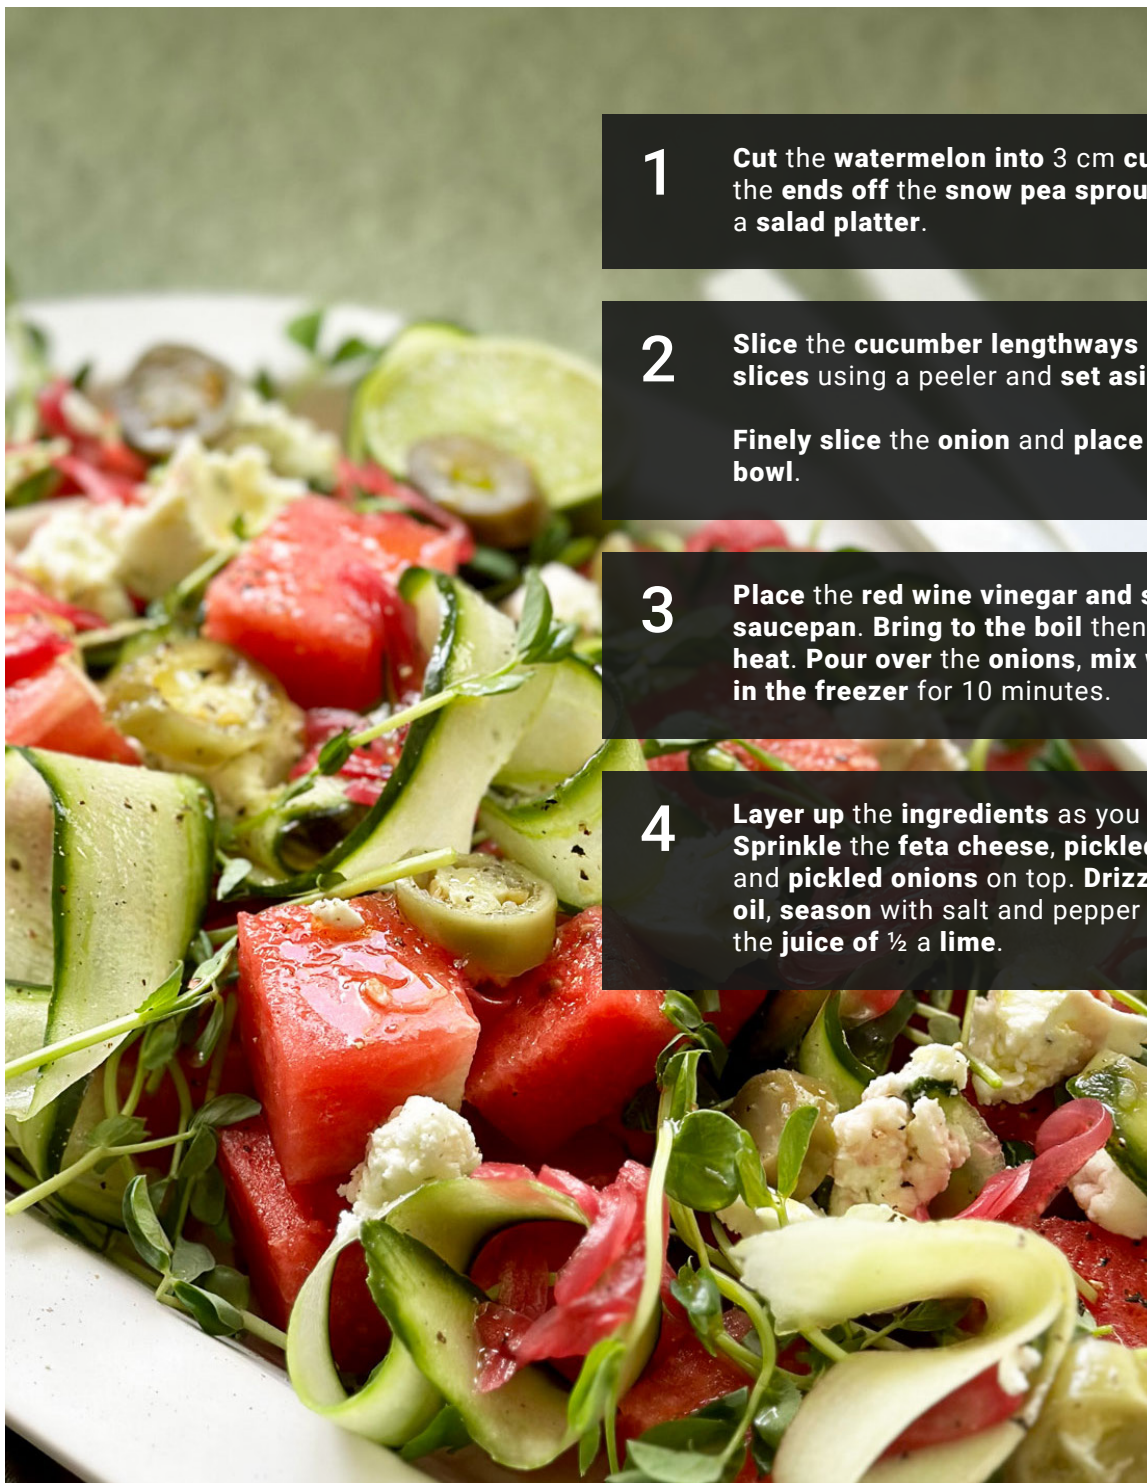 1
Cut the watermelon into 3 cm
the ends off the snow pea
a salad platter.
2
Slice the cucumber lengthways
slices using a peeler and set
Finely slice the onion and place
bowl.
3
Place the red wine vinegar and
saucepan. Bring to the boil then
heat. Pour over the onions, mix
in the freezer for 10 minutes.
4
Layer up the ingredients as you
Sprinkle the feta cheese,
and pickled onions on top.
oil, season with salt and pepper
the juice of ½ a lime.